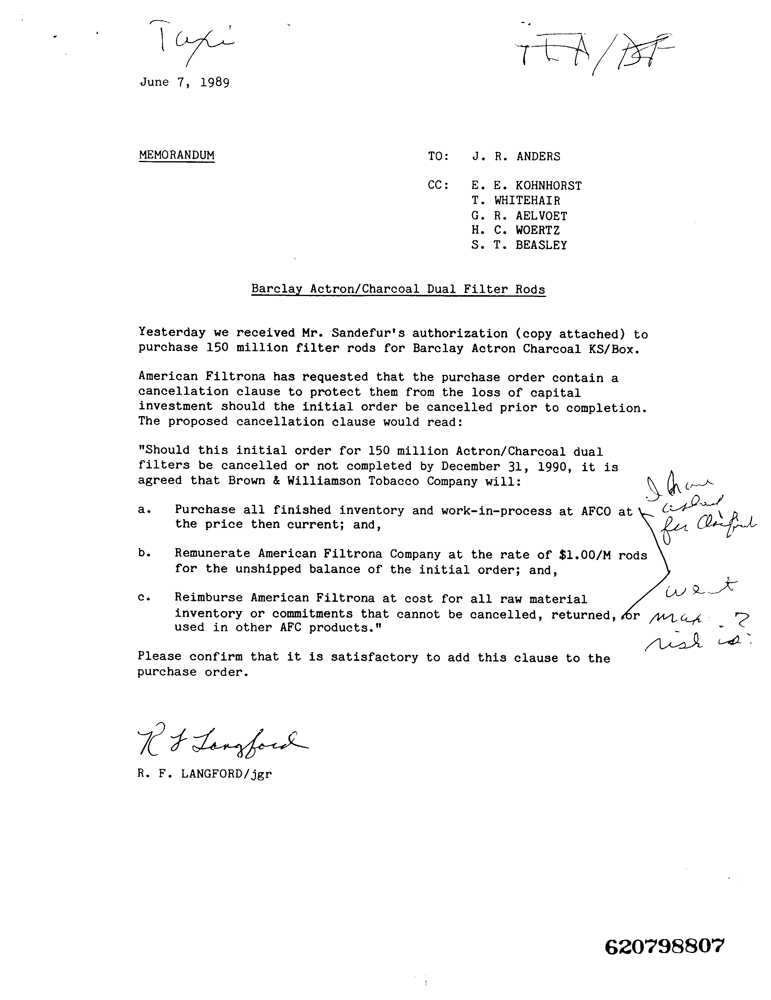 June 7, 1989
MEMORANDUM
TO: J. R. ANDERS
CC: E. E. KOHNHORST
T. WHITEHAIR
G. R. AELVOET
H. C. WOERTZ
S. T. BEASLEY
Barclay Actron/Charcoal Dual Filter Rods
Yesterday we received Mr. Sandefur's authorization (copy attached) to
purchase 150 million filter rods for Barclay Actron Charcoal KS/Box.
American Filtrona has requested that the purchase order contain a
cancellation clause to protect them from the loss of capital
investment should the initial order be cancelled prior to completion.
The proposed cancellation clause would read:
"Should this initial order for 150 million Actron/Charcoal dual
filters be cancelled or not completed by December 31, 1990, it is
agreed that Brown & Williamson Tobacco Company will:
a. Purchase all finished inventory and work-in-process at AFCO at
the price then current; and,
b. Remunerate American Filtrona Company at the rate of $1.00/M rods
for the unshipped balance of the initial order; and,
c. Reimburse American Filtrona at cost for all raw material
inventory or commitments that cannot be cancelled, returned, or
used in other AFC products."
I have
asked
for
max. ?
risk is:
Please confirm that it is satisfactory to add this clause to the
purchase order.
R F Langford
R. F. LANGFORD/jgr
620798807